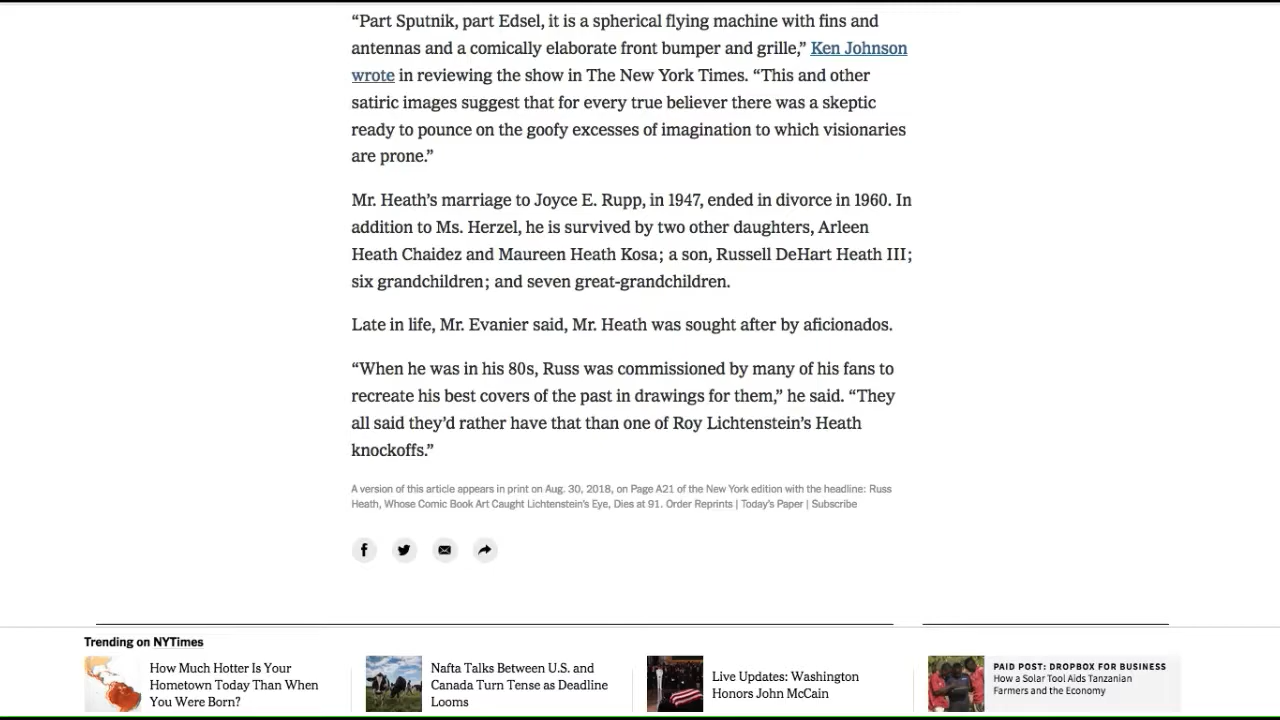 “Part Sputnik, part Edsel, it is a spherical flying machine with fins and
antennas and a comically elaborate front bumper and grille,” Ken Johnson
wrote in reviewing the show in The New York Times. “This and other
satiric images suggest that for every true believer there was a skeptic
ready to pounce on the goofy excesses of imagination to which visionaries
are prone.”
Mr. Heath’s marriage to Joyce E. Rupp, in 1947, ended in divorce in 1960. In
addition to Ms. Herzel, he is survived by two other daughters, Arleen
Heath Chaidez and Maureen Heath Kosa; a son, Russell DeHart Heath III;
six grandchildren; and seven great-grandchildren.
Late in life, Mr. Evanier said, Mr. Heath was sought after by aficionados.
“When he was in his 80s, Russ was commissioned by many of his fans to
recreate his best covers of the past in drawings for them,” he said. “They
all said they’d rather have that than one of Roy Lichtenstein’s Heath
knockoffs.”
A version of this article appears in print on Aug. 30, 2018, on Page A21 of the New York edition with the headline: Russ
Heath, Whose Comic Book Art Caught Lichtenstein’s Eye, Dies at 91. Order Reprints | Today’s Paper | Subscribe
Trending on NYTimes
How Much Hotter Is Your
Hometown Today Than When
You Were Born?
Nafta Talks Between U.S. and
Canada Turn Tense as Deadline
Looms
Live Updates: Washington
Honors John McCain
PAID POST: DROPBOX FOR BUSINESS
How a Solar Tool Aids Tanzanian
Farmers and the Economy